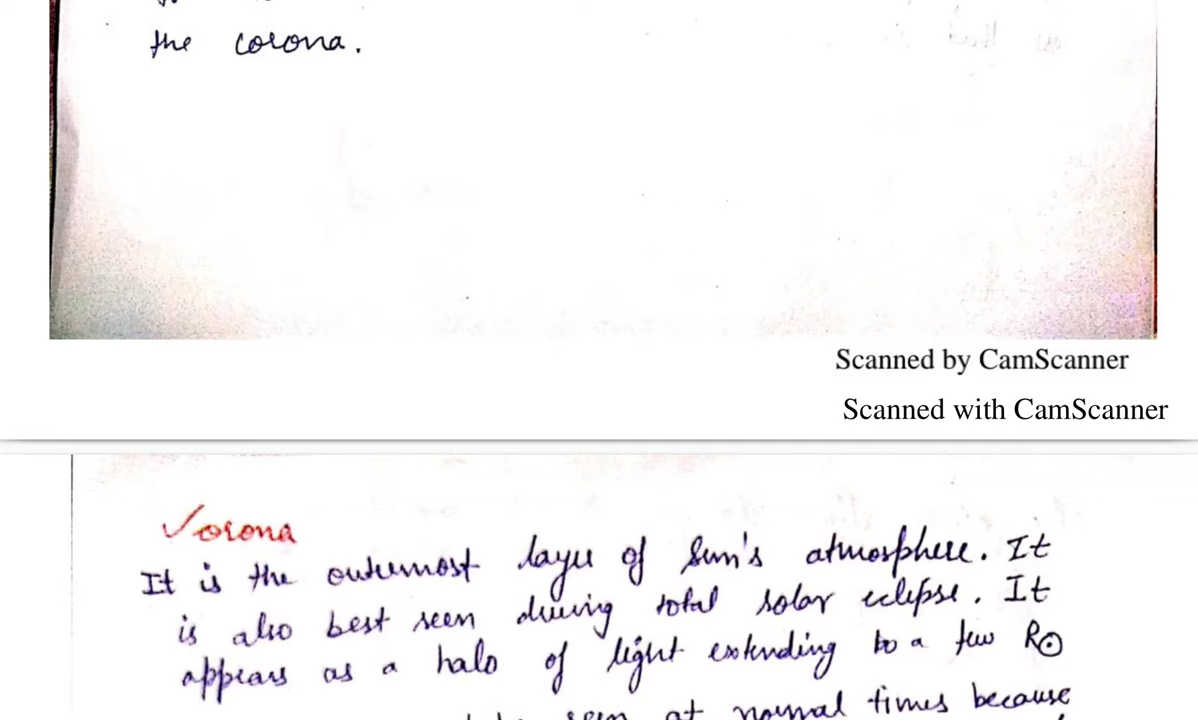 the corona.
Scanned by CamScanner
Scanned with CamScanner
Corona
It is the outermost layer of Sun's atmosphere. It
is also best seen during total solar eclipse. It
appears as a halo of light extending to a few R☉
seen at normal times because